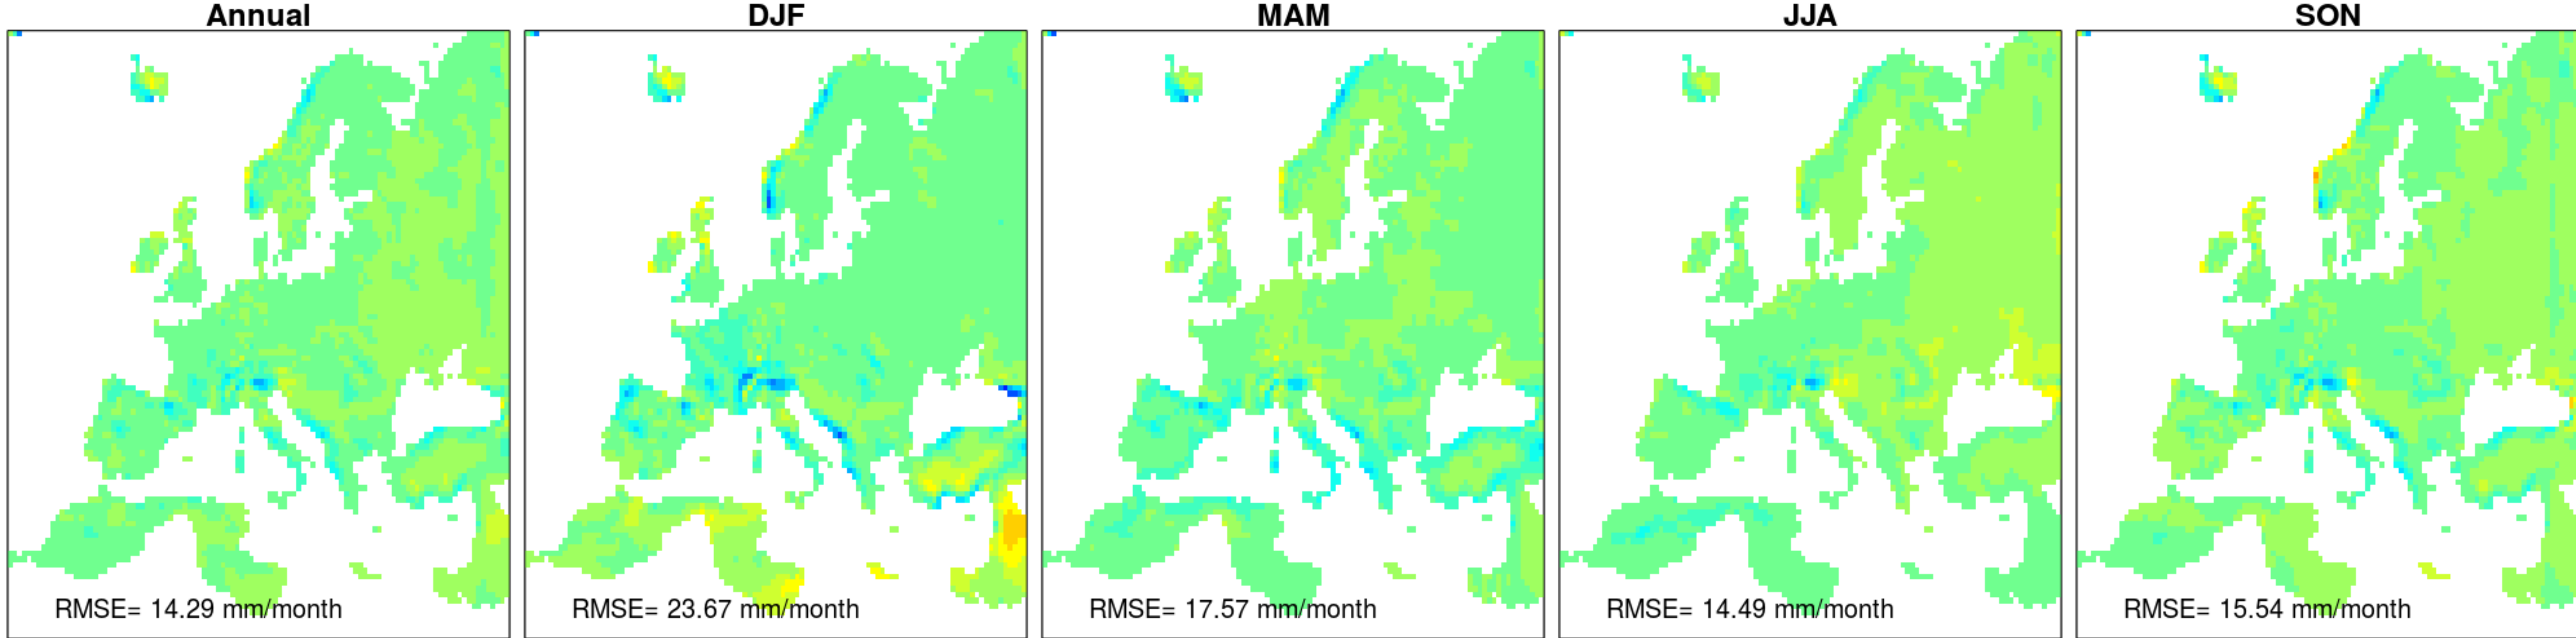 Annual
DJF
MAM
JJA
SON
RMSE= 14.29 mm/month
RMSE= 23.67 mm/month
RMSE= 17.57 mm/month
RMSE= 14.49 mm/month
RMSE= 15.54 mm/month